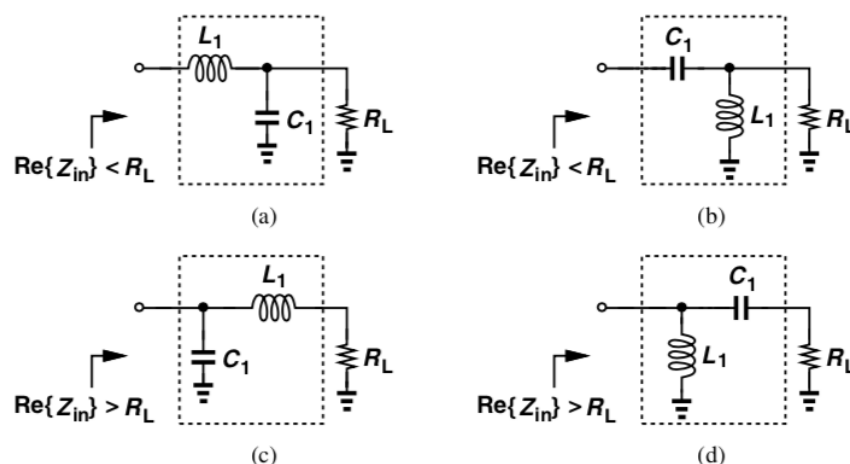 L1
C1
RL
Re{Zin} < RL
(a)
C1
L1
RL
Re{Zin} < RL
(b)
L1
C1
RL
Re{Zin} > RL
(c)
C1
L1
RL
Re{Zin} > RL
(d)